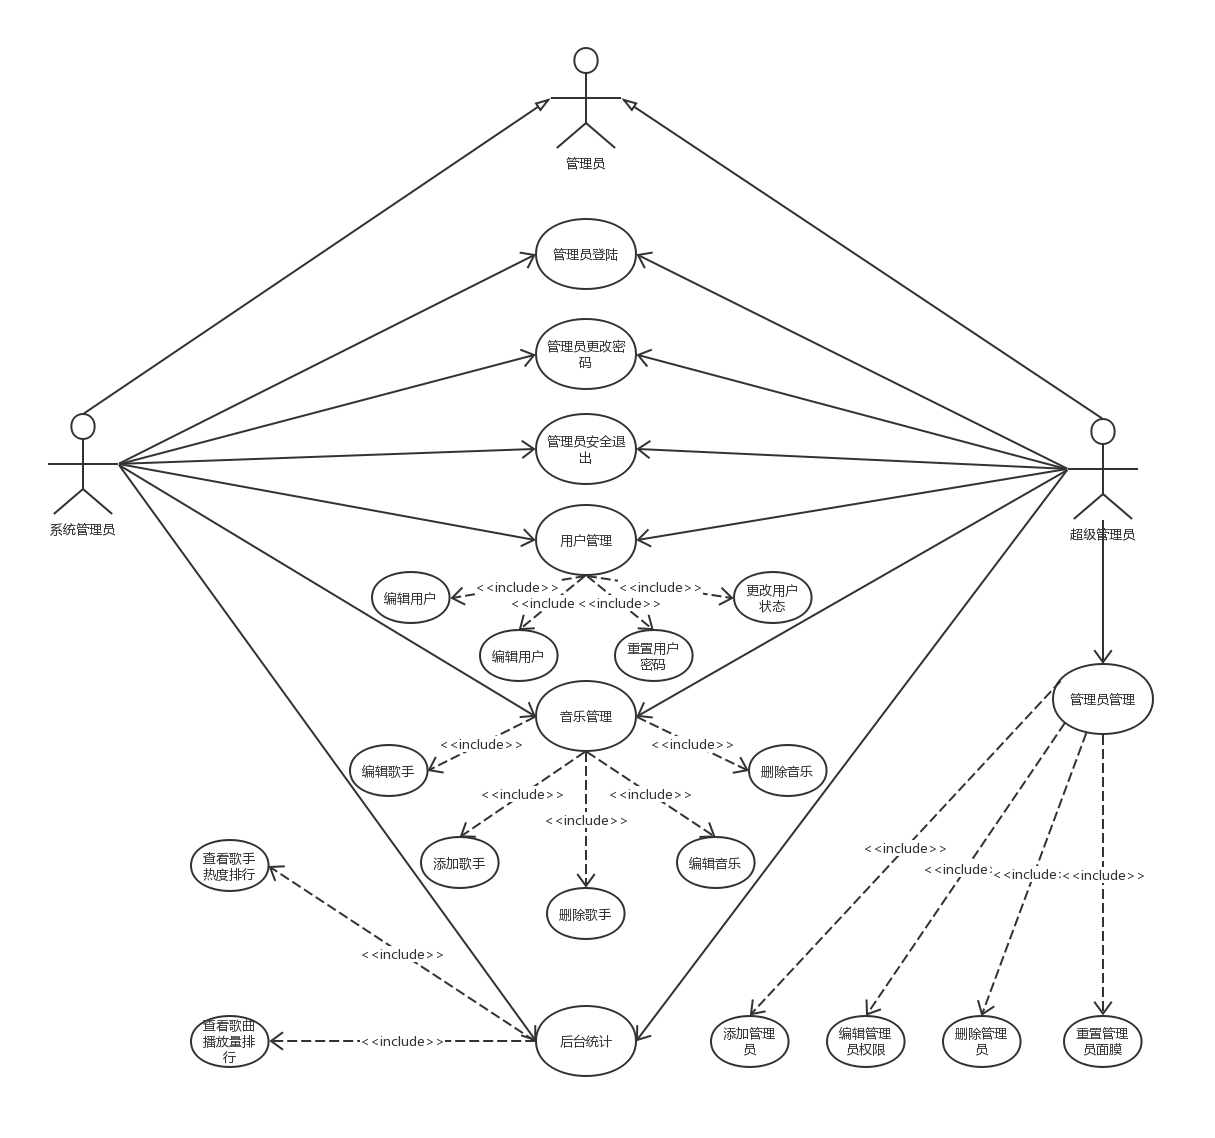 管理员
管理员登陆
管理员更改密
码
管理员安全退
出
系统管理员
超级管理员
用户管理
<<include>>
<<include>>
<<include
<<include>>
编辑用户
更改用户
状态
编辑用户
重置用户
密码
音乐管理
管理员管理
<<include>>
<<include>>
编辑歌手
删除音乐
<<include>>
<<include>>
<<include>>
添加歌手
编辑音乐
删除歌手
查看歌手
热度排行
<<include>>
<<include:
<<include:
<<include>>
<<include>>
查看歌曲
播放量排
行
<<include>>
后台统计
添加管理
员
编辑管理
员权限
删除管理
员
重置管理
员面膜